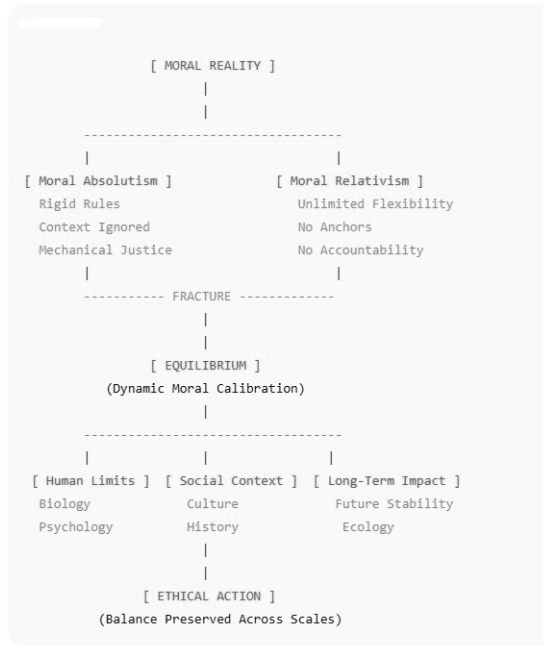 [ MORAL REALITY ]
[ Moral Absolutism ] [ Moral Relativism ]
Rigid Rules Unlimited Flexibility
Context Ignored No Anchors
Mechanical Justice No Accountability
FRACTURE
[ EQUILIBRIUM ]
(Dynamic Moral Calibration)
[ Human Limits ] [ Social Context ] [ Long-Term Impact ]
Biology Culture Future Stability
Psychology History Ecology
[ ETHICAL ACTION ]
(Balance Preserved Across Scales)